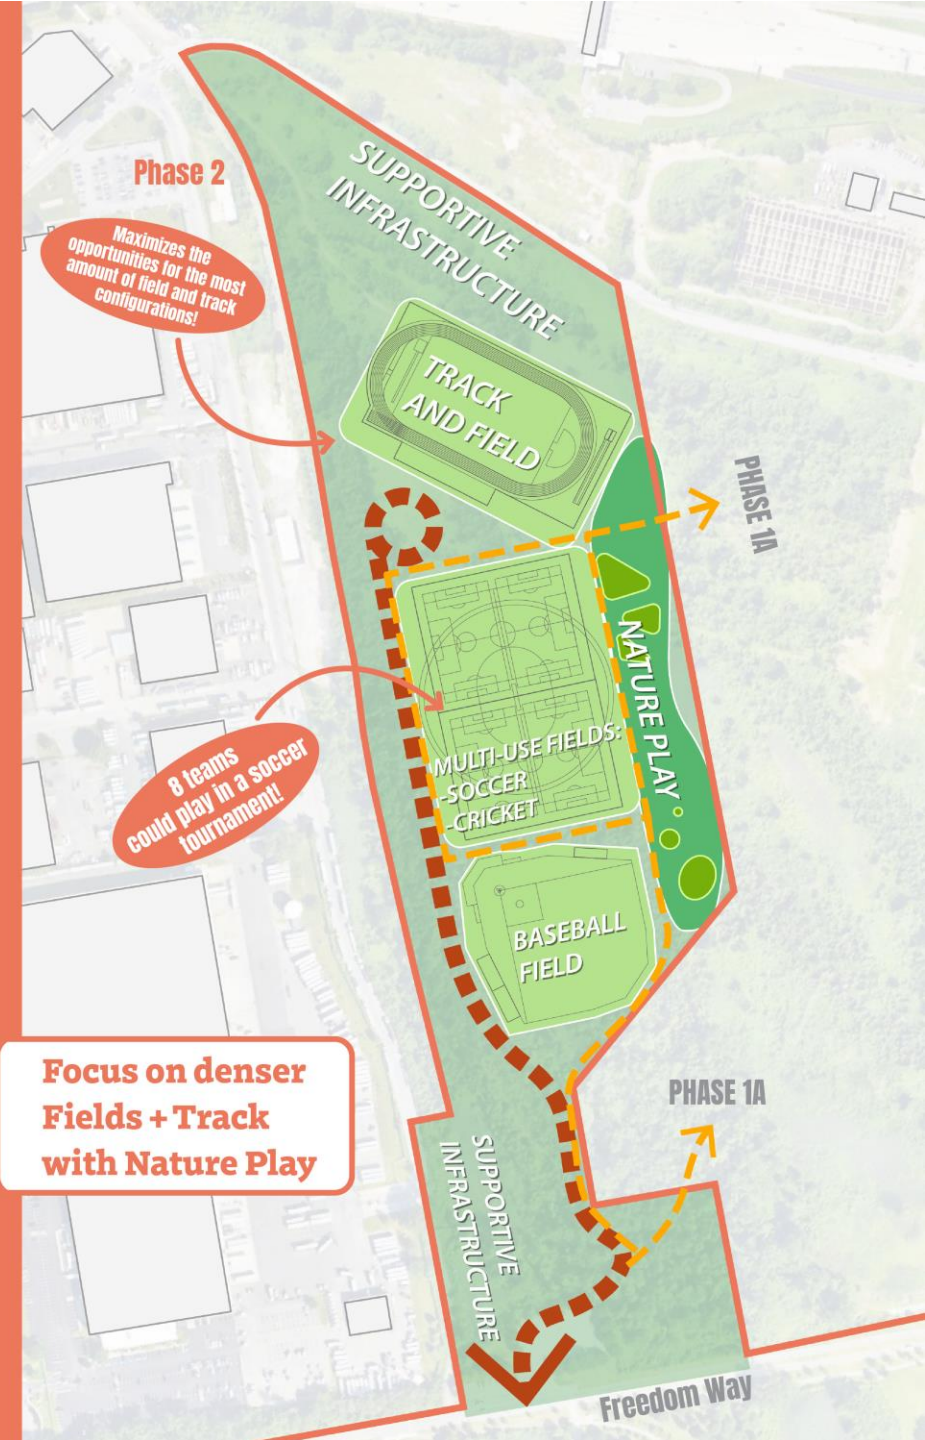 Phase 2
Maximizes the
opportunities for the most
amount of field and track
configurations!
SUPPORTIVE
INFRASTRUCTURE
TRACK
AND FIELD
PHASE 1A
NATURE PLAY
MULTI-USE FIELDS:
-SOCCER
-CRICKET
8 teams
could play in a soccer
tournament!
BASEBALL
FIELD
Focus on denser
Fields + Track
with Nature Play
PHASE 1A
SUPPORTIVE
INFRASTRUCTURE
Freedom Way